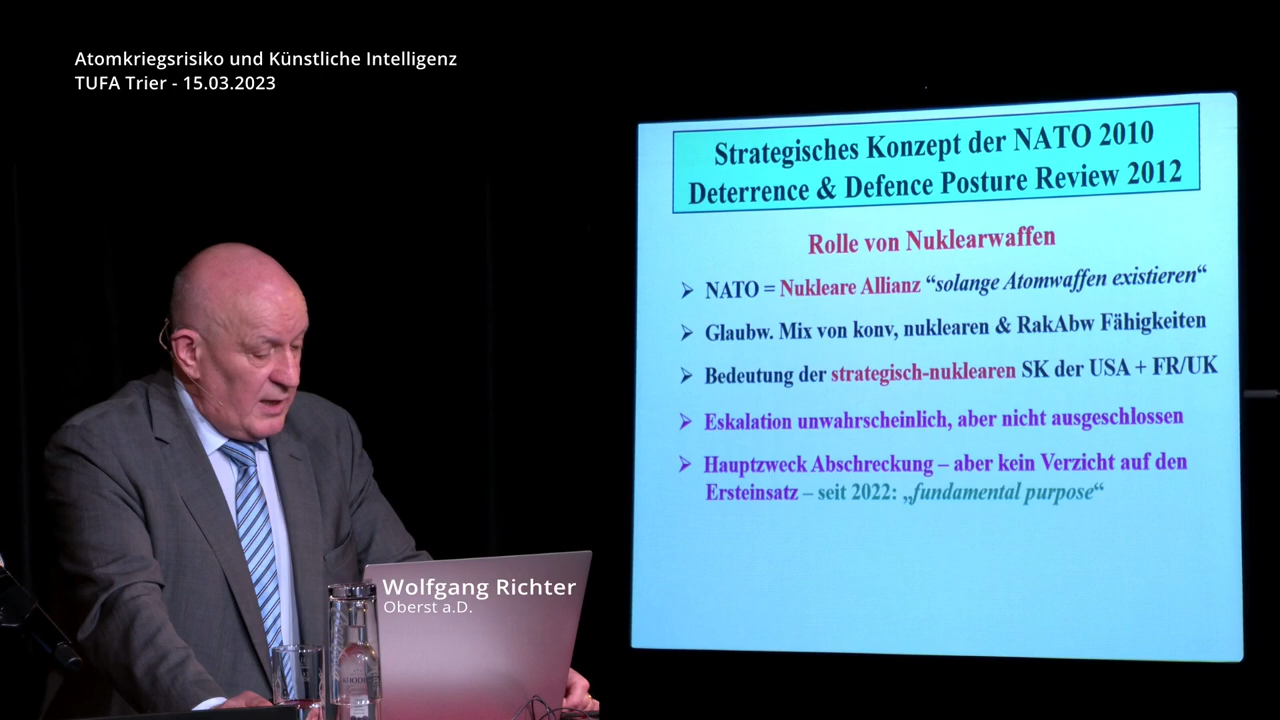 Atomkriegsrisiko und Künstliche Intelligenz
TUFA Trier - 15.03.2023
Strategisches Konzept der NATO 2010
Deterrence & Defence Posture Review 2012
Rolle von Nuklearwaffen
NATO = Nukleare Allianz “solange Atomwaffen existieren“
Glaubw. Mix von konv, nuklearen & RakAbw Fähigkeiten
Bedeutung der strategisch-nuklearen SK der USA + FR/UK
Eskalation unwahrscheinlich, aber nicht ausgeschlossen
Hauptzweck Abschreckung – aber kein Verzicht auf den
Ersteinsatz – seit 2022: „fundamental purpose“
Wolfgang Richter
Oberst a.D.